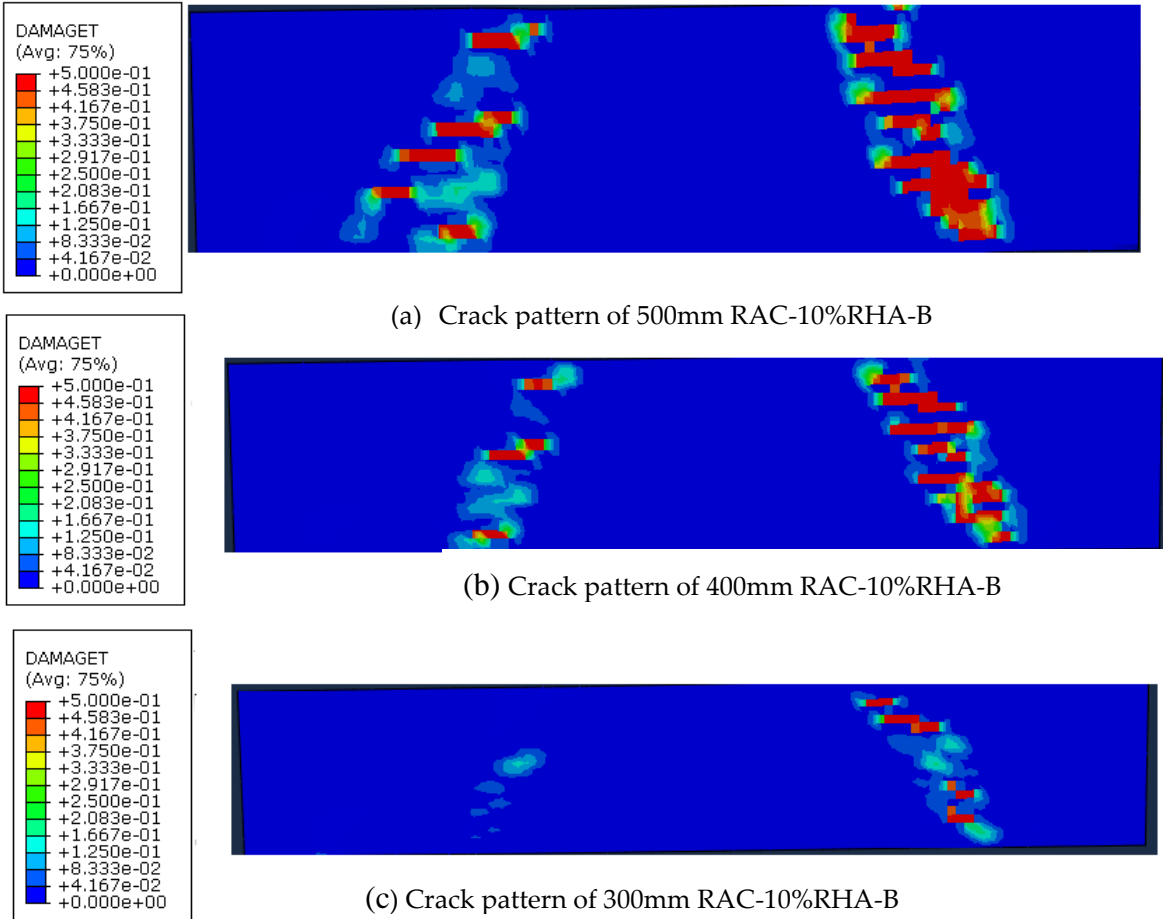 DAMAGET
(Avg: 75%)
+5.000e-01
+4.583e-01
+4.167e-01
+3.750e-01
+3.333e-01
+2.917e-01
+2.500e-01
+2.083e-01
+1.667e-01
+1.250e-01
+8.333e-02
+4.167e-02
+0.000e+00
(a) Crack pattern of 500mm RAC-10%RHA-B
DAMAGET
(Avg: 75%)
+5.000e-01
+4.583e-01
+4.167e-01
+3.750e-01
+3.333e-01
+2.917e-01
+2.500e-01
+2.083e-01
+1.667e-01
+1.250e-01
+8.333e-02
+4.167e-02
+0.000e+00
(b) Crack pattern of 400mm RAC-10%RHA-B
DAMAGET
(Avg: 75%)
+5.000e-01
+4.583e-01
+4.167e-01
+3.750e-01
+3.333e-01
+2.917e-01
+2.500e-01
+2.083e-01
+1.667e-01
+1.250e-01
+8.333e-02
+4.167e-02
+0.000e+00
(c) Crack pattern of 300mm RAC-10%RHA-B